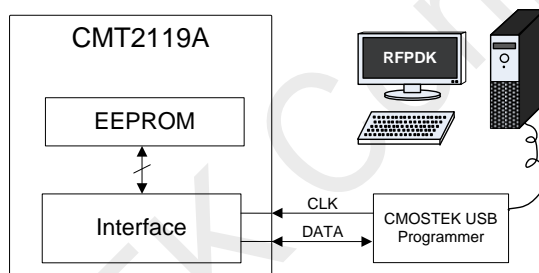 CMT2119A
RFPDK
EEPROM
Interface
CLK
DATA
CMOSTEK USB
Programmer